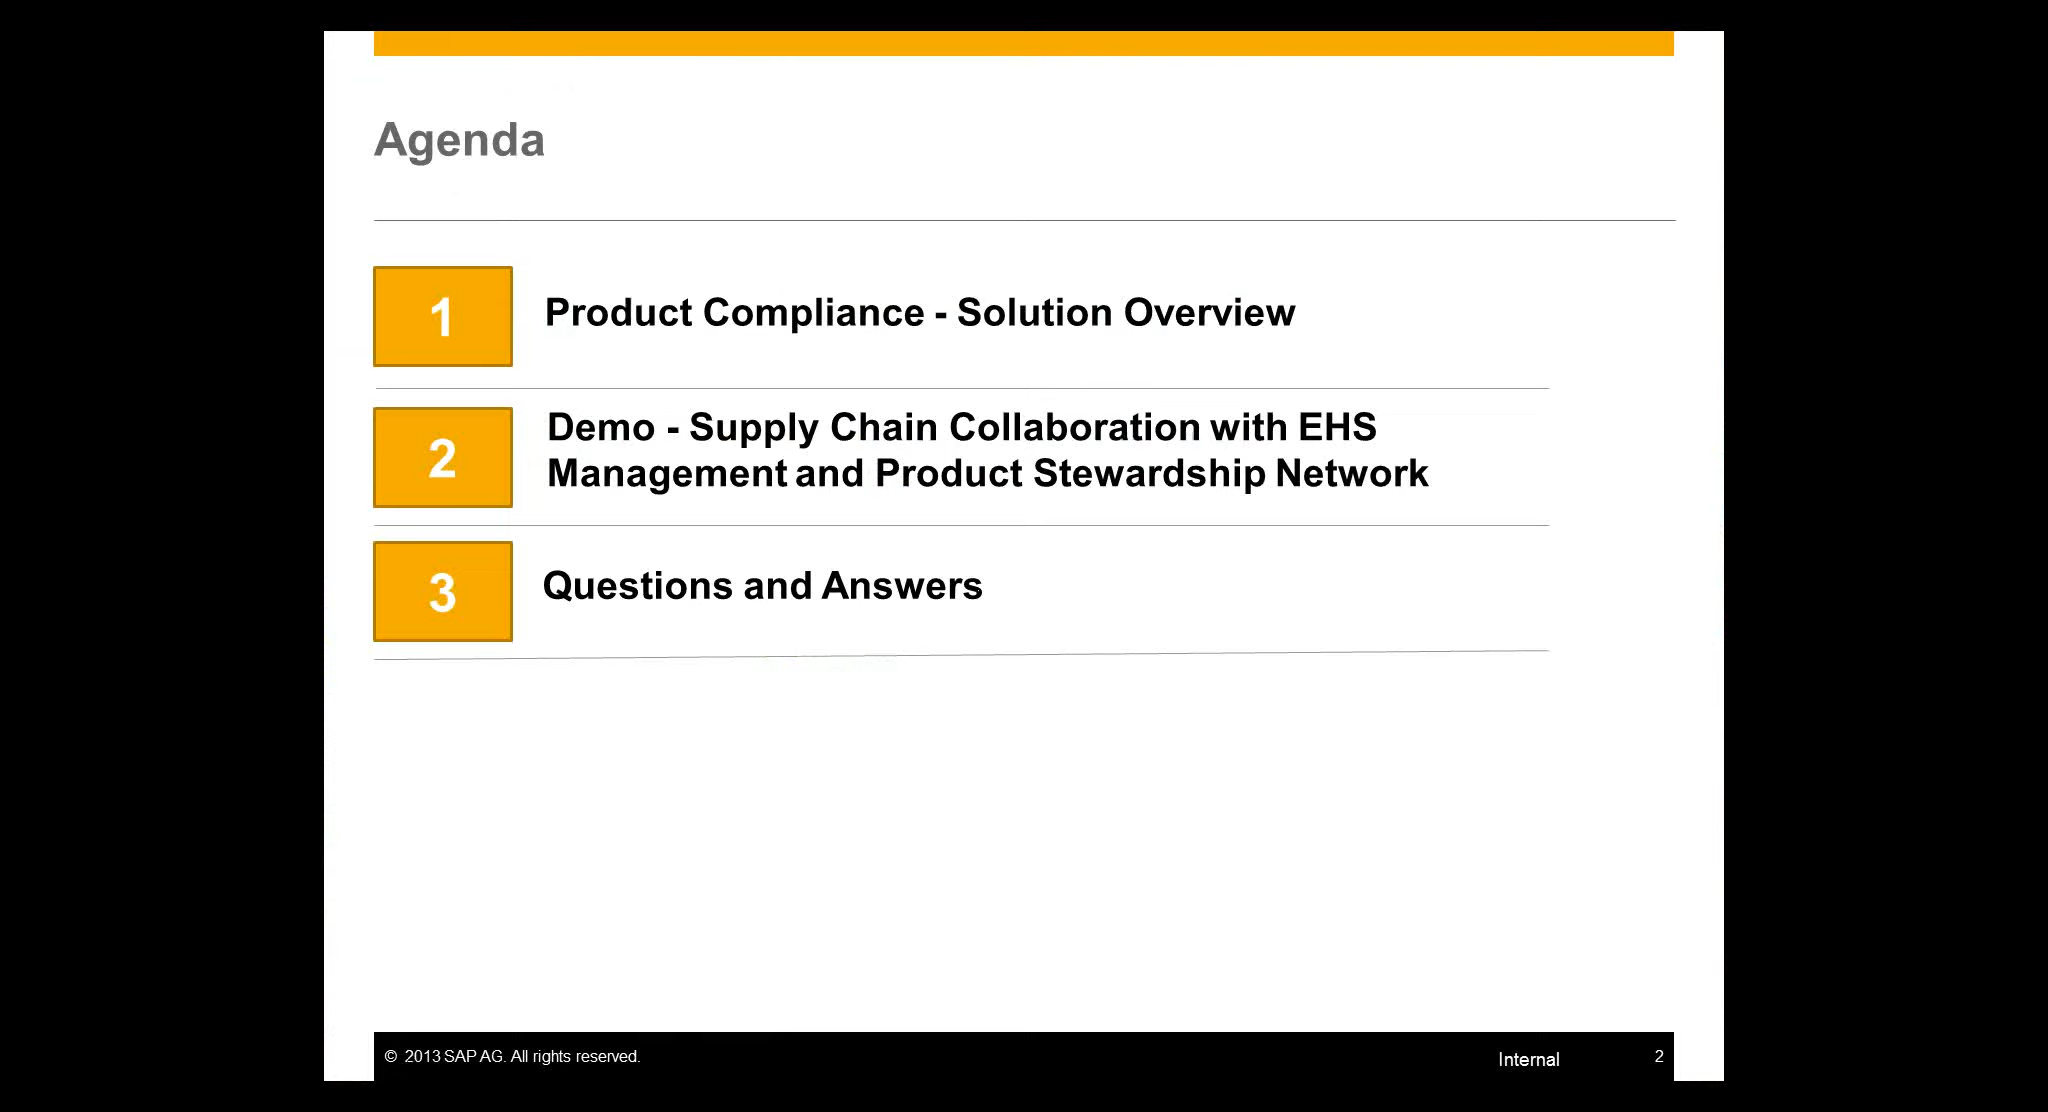 Agenda
1
Product Compliance - Solution Overview
2
Demo - Supply Chain Collaboration with EHS
Management and Product Stewardship Network
3
Questions and Answers
© 2013 SAP AG. All rights reserved.
Internal
2